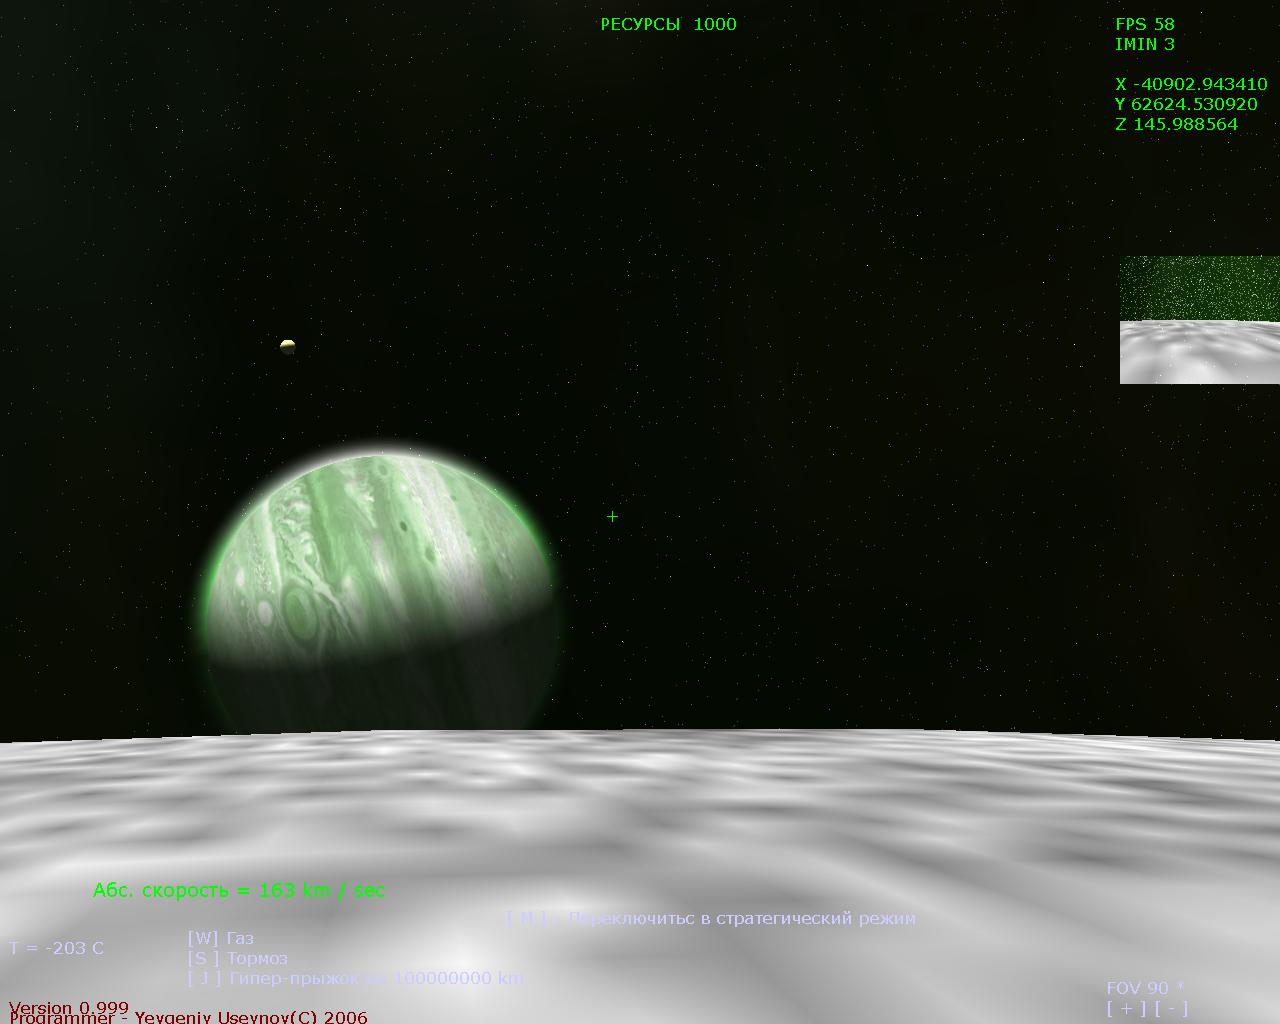 РЕСУРСЫ 1000
FPS 58
IMIN 3
X -40902.943410
Y 62624.530920
Z 145.988564
Абс. скорость = 163 km / sec
[ M ] - Переключитьс в стратегический режим
T = -203 C
[W] Газ
[S ] Тормоз
[ J ] Гипер-прыжок на 100000000 km
FOV 90 *
[ + ] [ - ]
Version 0.999
Programmer - Yevgeniy Useynov(C) 2006